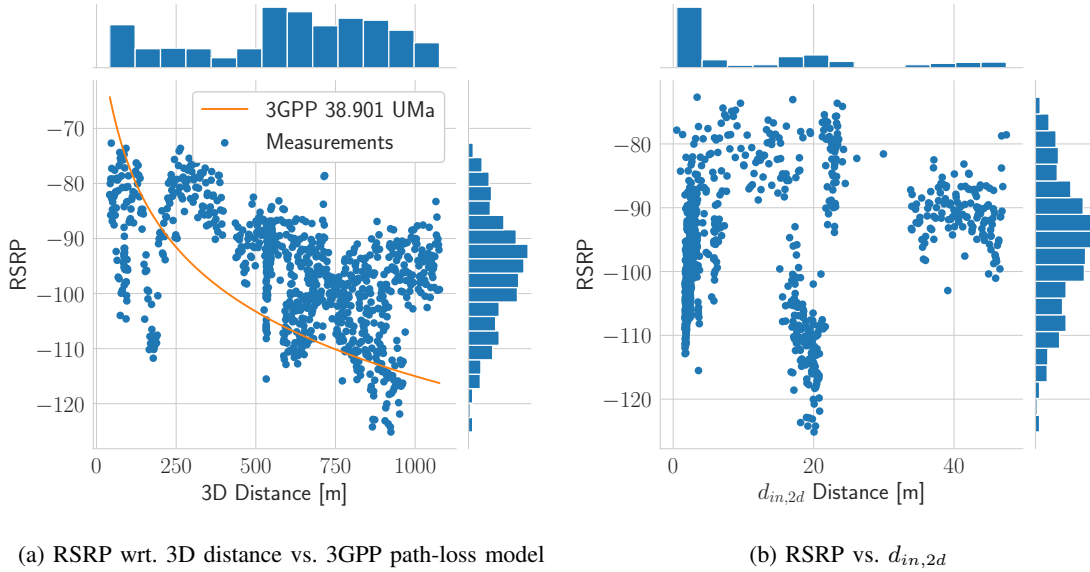 3GPP 38.901 UMa
Measurements
−70
−80
−90
−100
−110
−120
RSRP
0 250 500 750 1000
3D Distance [m]
(a) RSRP wrt. 3D distance vs. 3GPP path-loss model
−80
−90
−100
−110
−120
RSRP
0 20 40
d_{in,2d} Distance [m]
(b) RSRP vs. d_{in,2d}